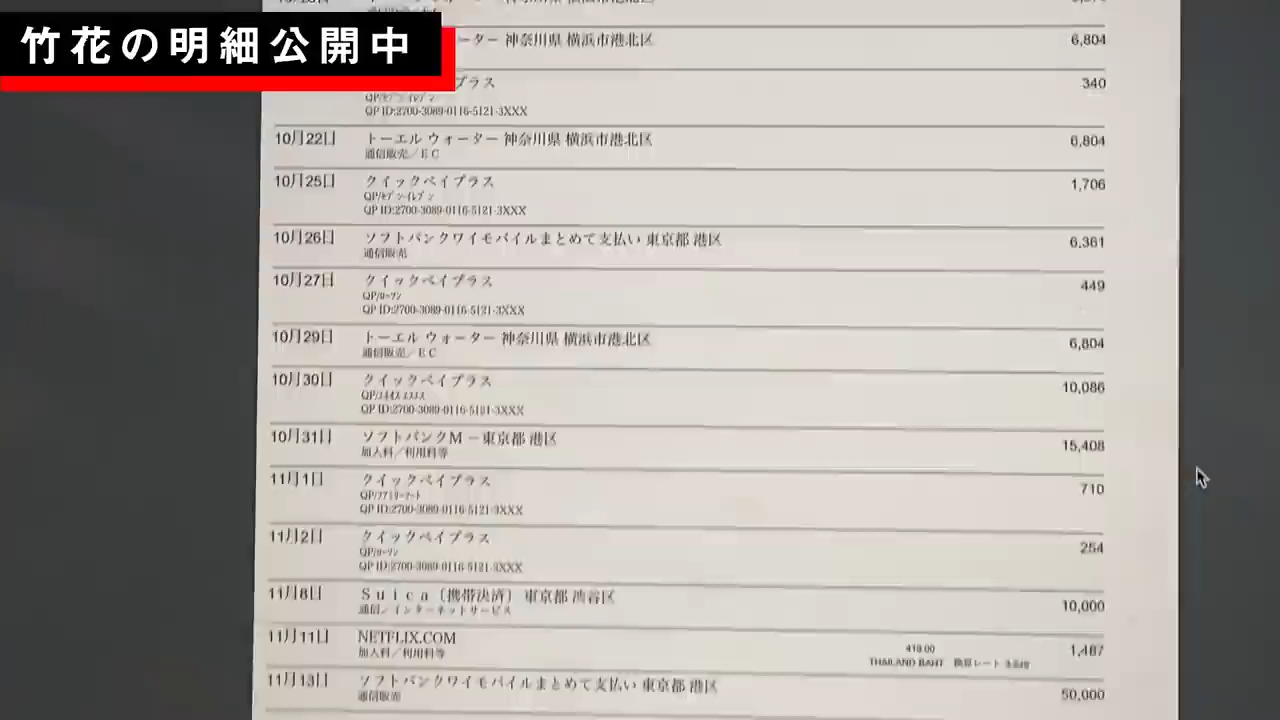 竹花の明細公開中
ーター 神奈川県 横浜市港北区 6,804
プラス 340
QP ID:2700-3089-0116-5121-3XXX
10月22日 トーエル ウォーター 神奈川県 横浜市港北区 6,804
通信販売／ＥＣ
10月25日 クイックペイプラス 1,706
QP/ｾﾌﾞﾝ-ｲﾚﾌﾞﾝ
QP ID:2700-3089-0116-5121-3XXX
10月26日 ソフトバンクワイモバイルまとめて支払い 東京都 港区 6,361
通信販売
10月27日 クイックペイプラス 449
QP/ﾛｰｿﾝ
QP ID:2700-3089-0116-5121-3XXX
10月29日 トーエル ウォーター 神奈川県 横浜市港北区 6,804
通信販売／ＥＣ
10月30日 クイックペイプラス 10,086
QP ID:2700-3089-0116-5121-3XXX
10月31日 ソフトバンクＭ －東京都 港区 15,408
加入料／利用料等
11月1日 クイックペイプラス 710
QP/ﾌｱﾐﾘｰﾏｰﾄ
QP ID:2700-3089-0116-5121-3XXX
11月2日 クイックペイプラス 254
QP/ﾛｰｿﾝ
QP ID:2700-3089-0116-5121-3XXX
11月8日 Ｓｕｉｃａ（携帯決済） 東京都 渋谷区 10,000
通信／インターネットサービス
11月11日 NETFLIX.COM 419.00 1,487
加入料／利用料等 THAILAND BAHT 換算レート
11月13日 ソフトバンクワイモバイルまとめて支払い 東京都 港区 50,000
通信販売